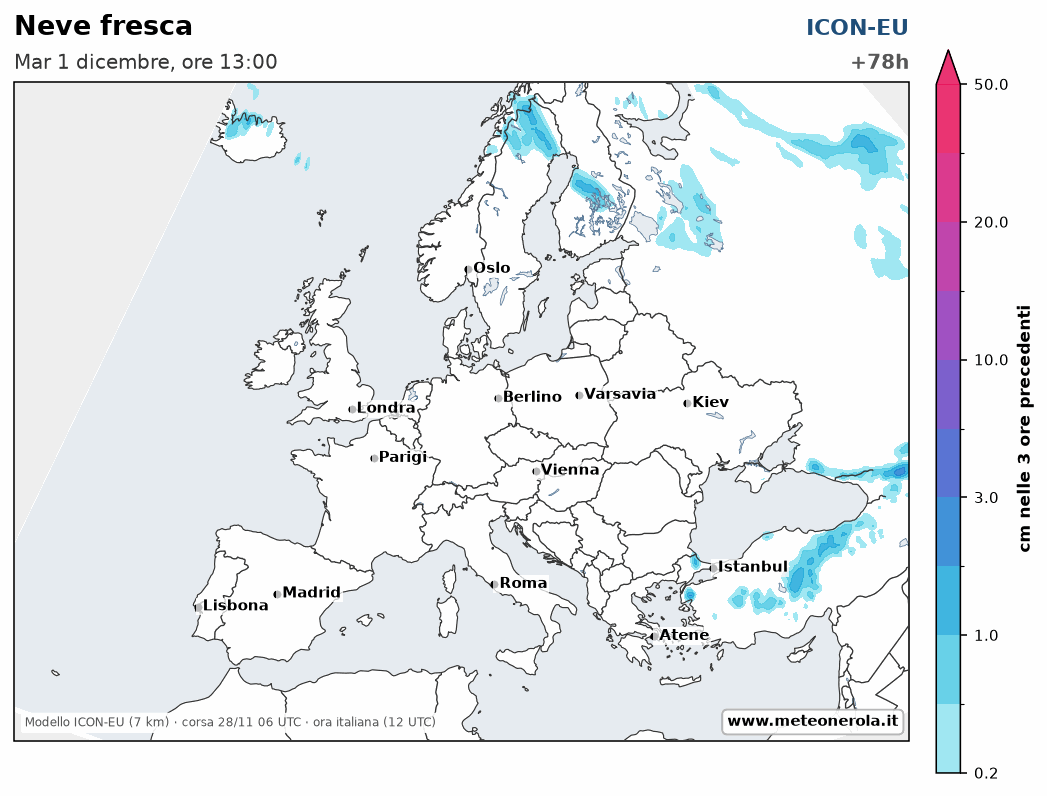 Neve fresca
ICON-EU
Mar 1 dicembre, ore 13:00
+78h
50.0
20.0
10.0
3.0
1.0
0.2
cm nelle 3 ore precedenti
Oslo
Berlino
Varsavia
Kiev
Londra
Parigi
Vienna
Istanbul
Roma
Madrid
Lisbona
Atene
Modello ICON-EU (7 km) · corsa 28/11 06 UTC · ora italiana (12 UTC)
www.meteonerola.it